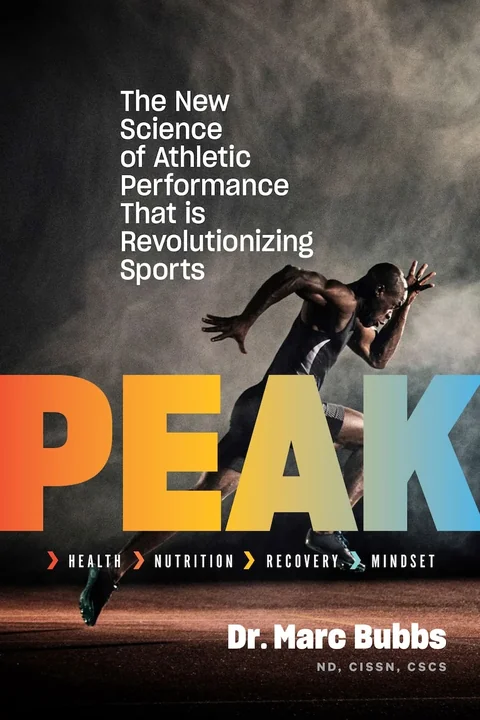 The New
Science
of Athletic
Performance
That is
Revolutionizing
Sports
PEAK
HEALTH NUTRITION RECOVERY MINDSET
Dr. Marc Bubbs
ND, CISSN, CSCS